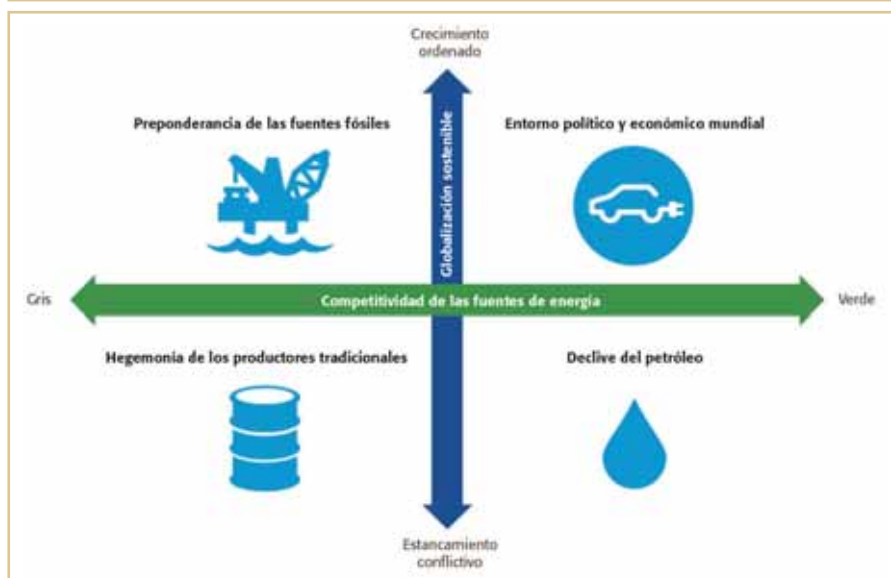 Crecimiento
ordenado
Preponderancia de las fuentes fósiles
Entorno político y económico mundial
Globalización sostenible
Gris
Competitividad de las fuentes de energía
Verde
Hegemonía de los productores tradicionales
Declive del petróleo
Estancamiento
conflictivo